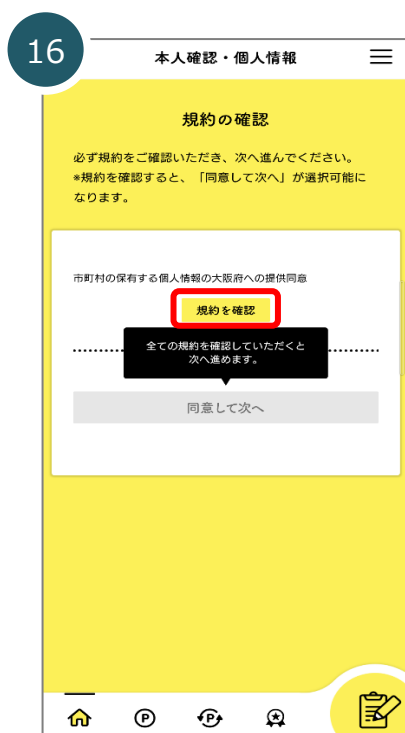 16
本人確認・個人情報
規約の確認
必ず規約をご確認いただき、次へ進んでください。
*規約を確認すると、「同意して次へ」が選択可能に
なります。
市町村の保有する個人情報の大阪府への提供同意
規約を確認
全ての規約を確認していただくと
次へ進めます。
同意して次へ
P
P